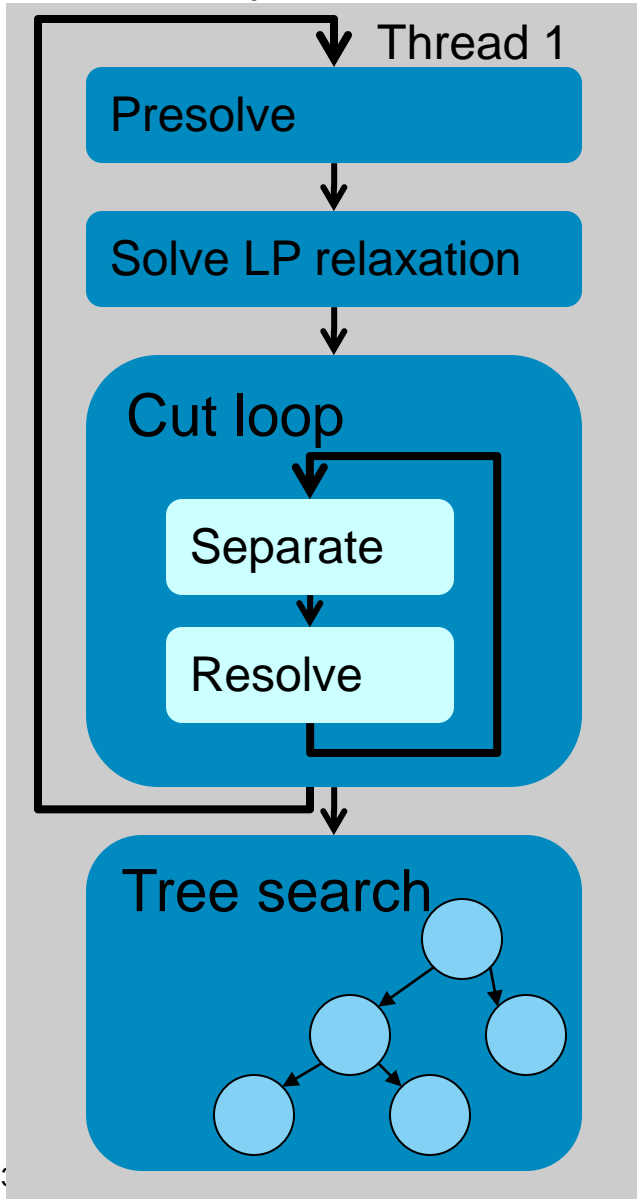 Thread 1
Presolve
Solve LP relaxation
Cut loop
Separate
Resolve
Tree search